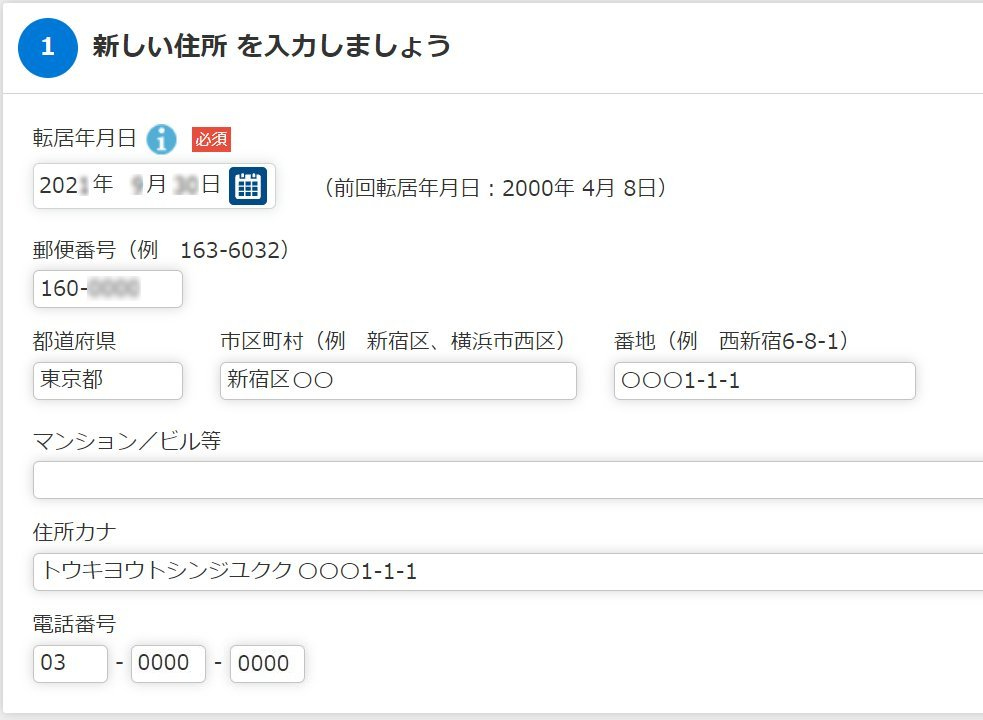 1 新しい住所 を入力しましょう
転居年月日 i 必須
202 年 月 日 （前回転居年月日：2000年 4月 8日）
郵便番号（例　163-6032）
160-
都道府県 市区町村（例　新宿区、横浜市西区） 番地（例　西新宿6-8-1）
東京都 新宿区○○ ○○○1-1-1
マンション／ビル等
住所カナ
トウキヨウトシンジユクク ○○○1-1-1
電話番号
03 - 0000 - 0000